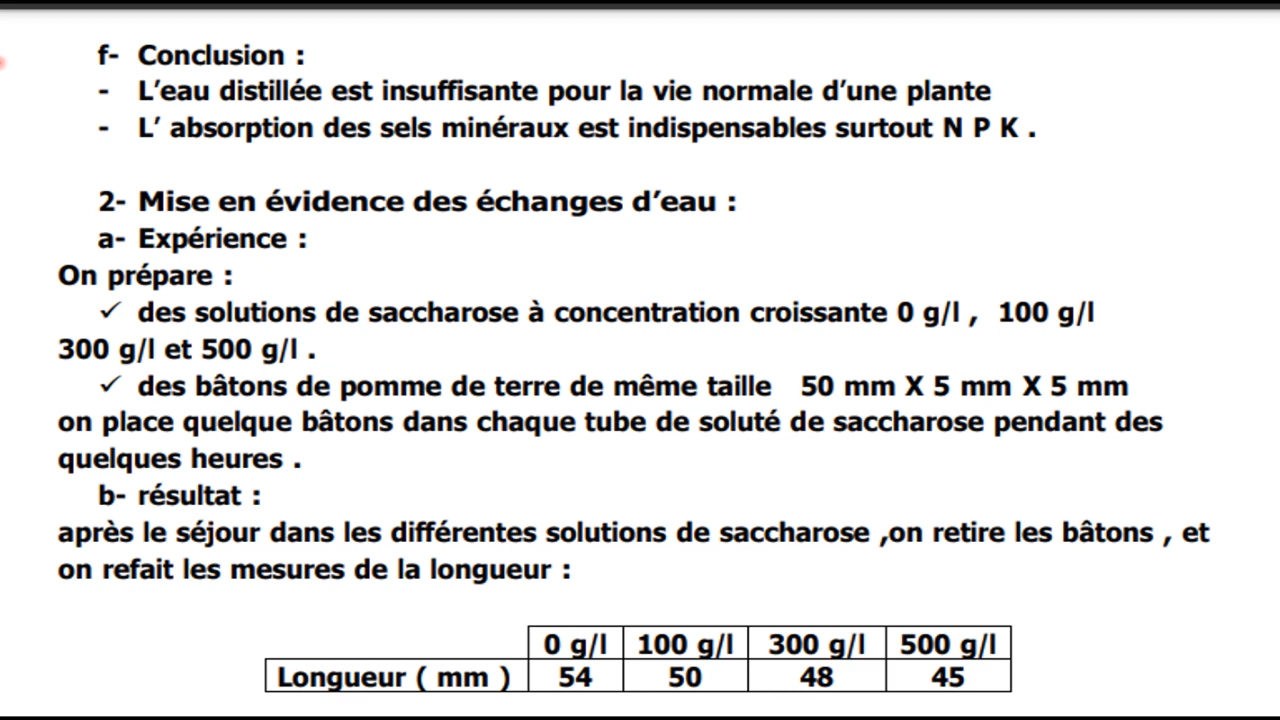 f- Conclusion :
- L’eau distillée est insuffisante pour la vie normale d’une plante
- L’ absorption des sels minéraux est indispensables surtout N P K .
2- Mise en évidence des échanges d’eau :
a- Expérience :
On prépare :
✓ des solutions de saccharose à concentration croissante 0 g/l , 100 g/l
300 g/l et 500 g/l .
✓ des bâtons de pomme de terre de même taille 50 mm X 5 mm X 5 mm
on place quelque bâtons dans chaque tube de soluté de saccharose pendant des
quelques heures .
b- résultat :
après le séjour dans les différentes solutions de saccharose ,on retire les bâtons , et
on refait les mesures de la longueur :
0 g/l 100 g/l 300 g/l 500 g/l
Longueur ( mm ) 54 50 48 45